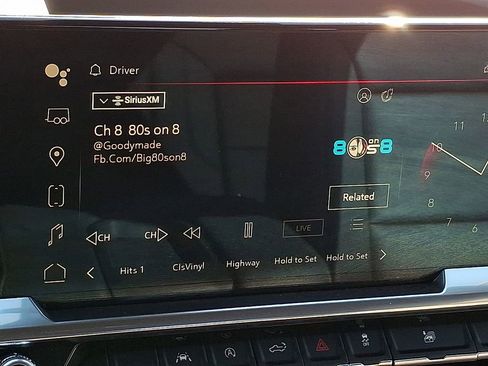 Driver
SiriusXM
Ch 8 80s on 8
@Goodymade
Fb.Com/Big80son8
80s on 8
Related
CH
CH
LIVE
Hits 1
ClsVinyl
Highway
Hold to Set
Hold to Set
11
10
9
8
7
OFF